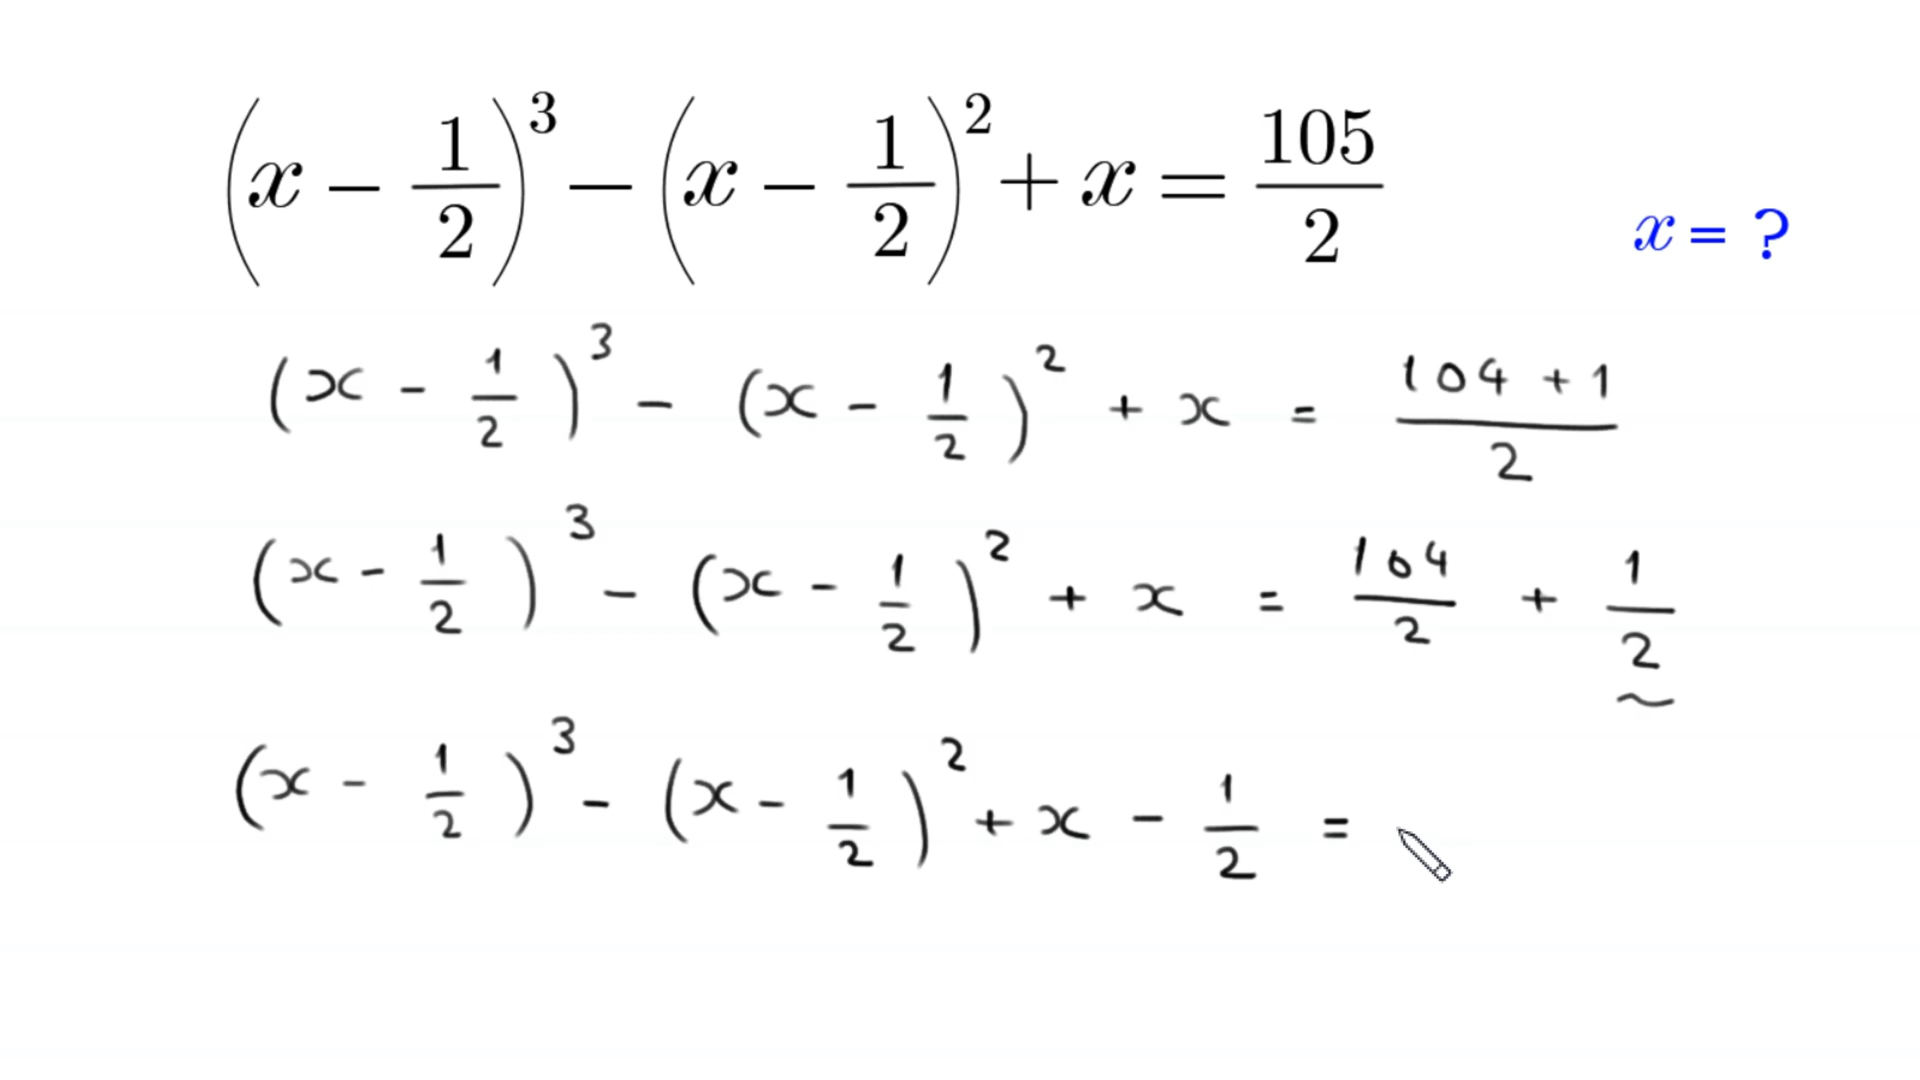 (x − 1/2)^3 − (x − 1/2)^2 + x = 105/2
x = ?
(x - 1/2)^3 - (x - 1/2)^2 + x = (104 + 1)/2
(x - 1/2)^3 - (x - 1/2)^2 + x = 104/2 + 1/2
(x - 1/2)^3 - (x - 1/2)^2 + x - 1/2 =